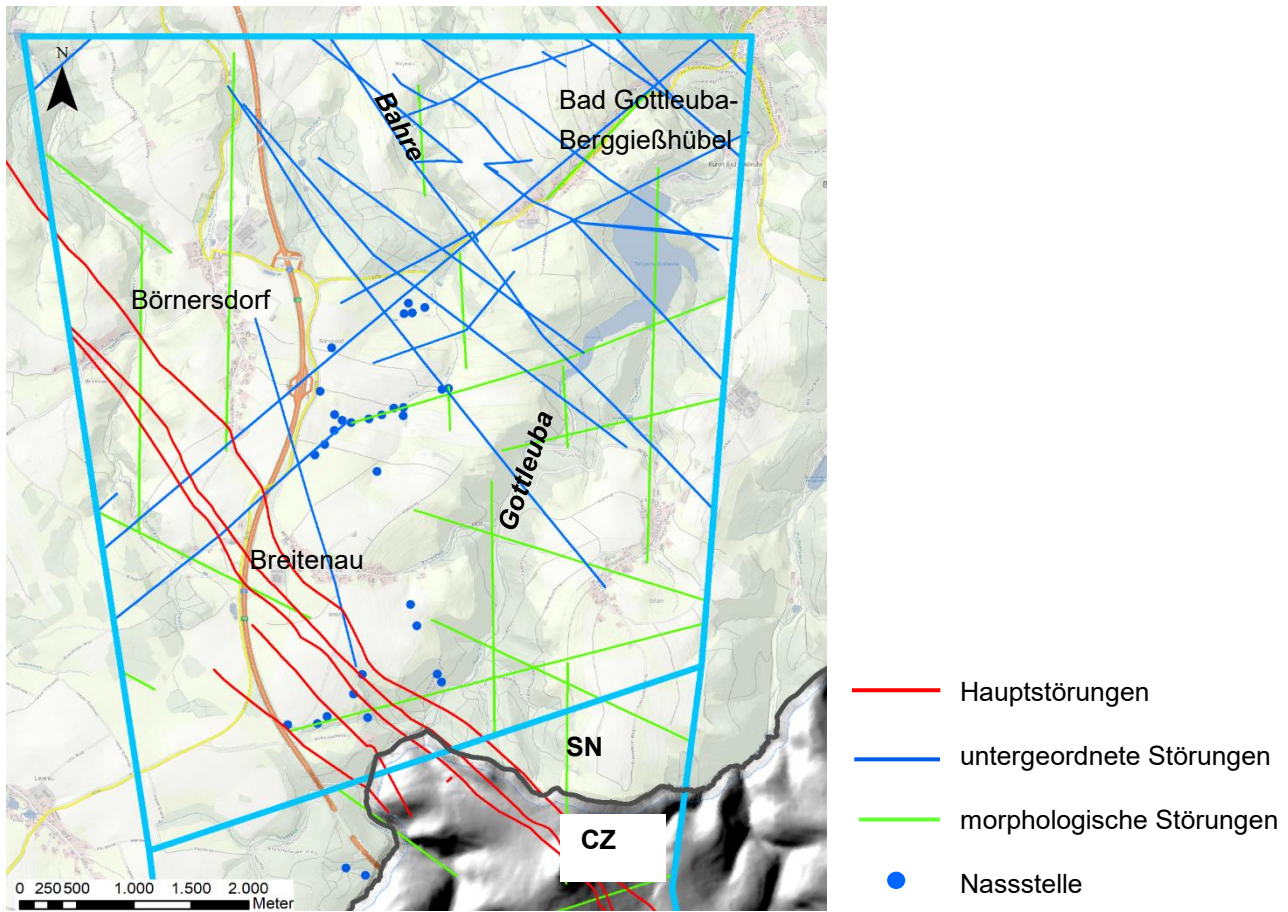 N
Bahre
Bad Gottleuba-
Berggießhübel
Börnersdorf
Gottleuba
Breitenau
SN
CZ
0 250 500 1.000 1.500 2.000
Meter
Hauptstörungen
untergeordnete Störungen
morphologische Störungen
Nassstelle